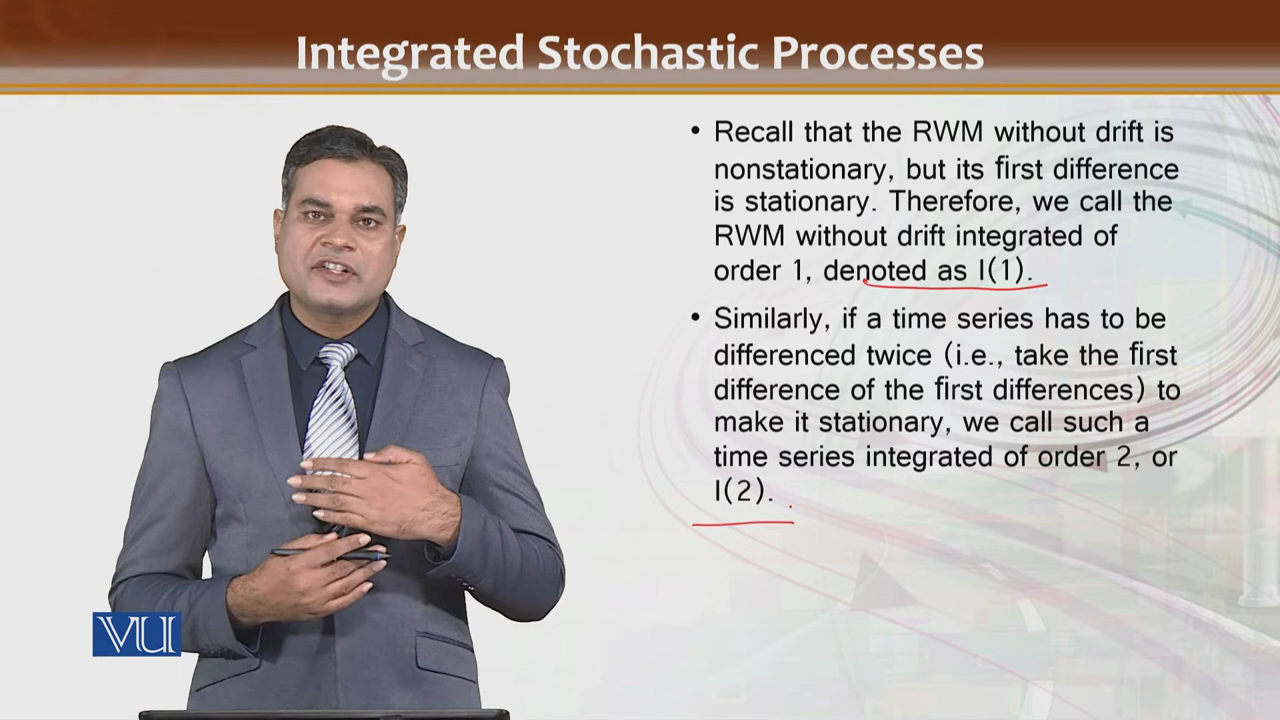 Integrated Stochastic Processes
• Recall that the RWM without drift is
nonstationary, but its first difference
is stationary. Therefore, we call the
RWM without drift integrated of
order 1, denoted as I(1).
• Similarly, if a time series has to be
differenced twice (i.e., take the first
difference of the first differences) to
make it stationary, we call such a
time series integrated of order 2, or
I(2).
VU